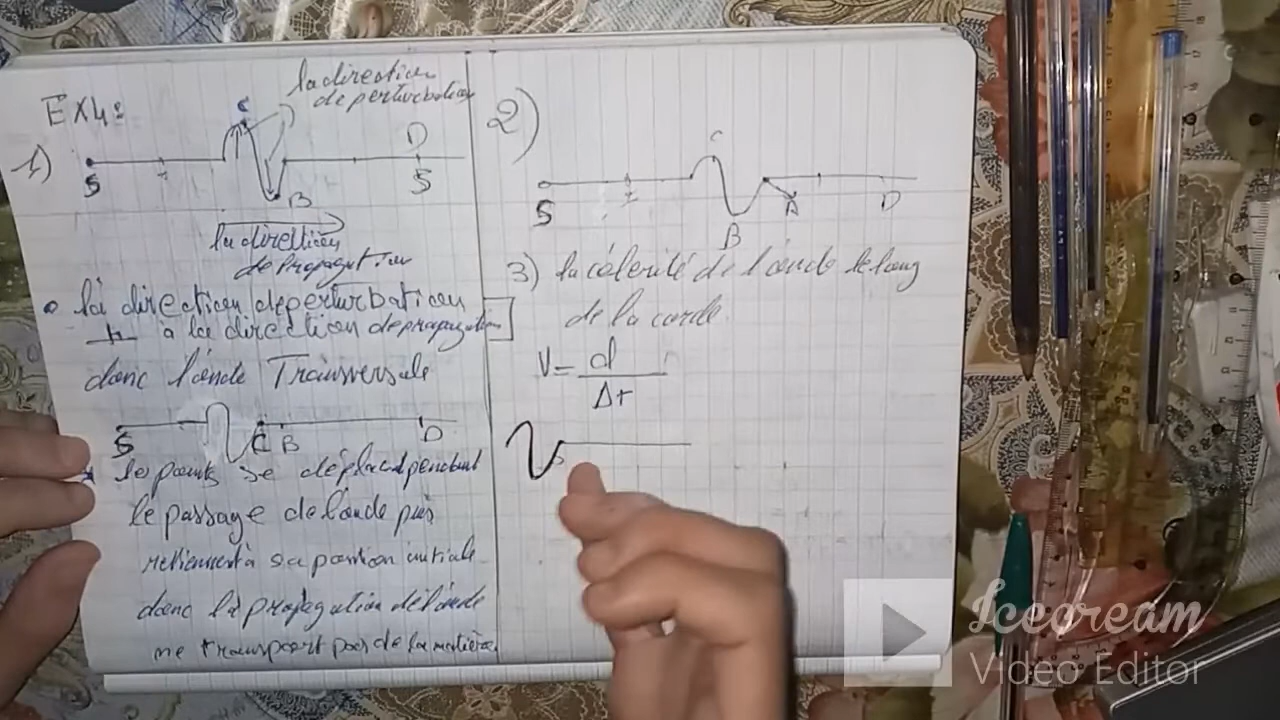 EX4:
la direction
de perturbation
1)
C
D
S
S
B
la direction
de Propagation
la direction de perturbation
à la direction de propagation
donc l'onde Transversale
S
C B
D
les points se déplacent pendant
le passage de l'onde puis
reviennent à sa position initiale
donc la propagation de l'onde
ne transport pas de la matière
2)
C
S
A
D
B
3) la célérité de l'onde le long
de la corde.
V = d
Δt
S
Icecream
Video Editor